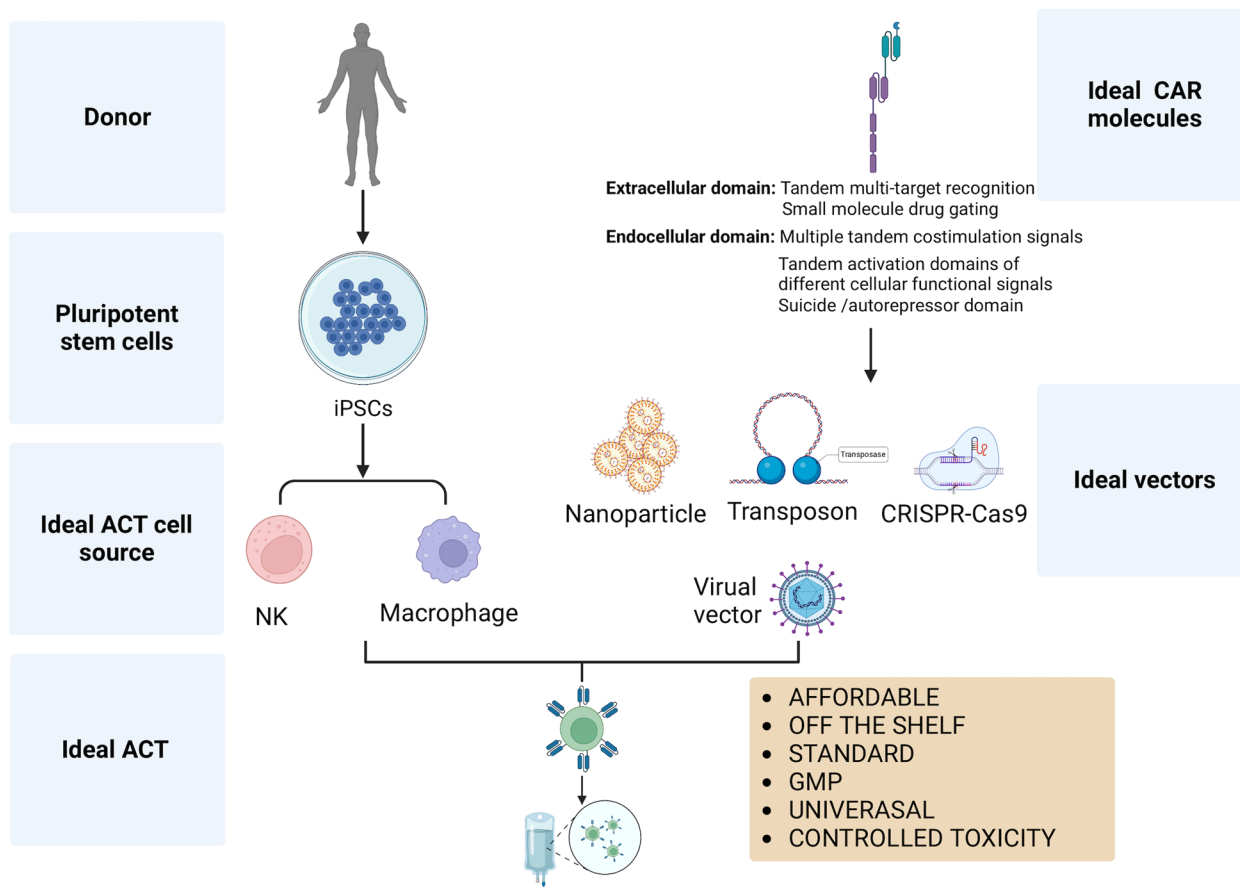 Donor
Ideal CAR
molecules
Extracellular domain: Tandem multi-target recognition
Small molecule drug gating
Endocellular domain: Multiple tandem costimulation signals
Tandem activation domains of
different cellular functional signals
Suicide /autorepressor domain
Pluripotent
stem cells
iPSCs
Transposase
Nanoparticle
Transposon
CRISPR-Cas9
Ideal vectors
Ideal ACT cell
source
NK
Macrophage
Virual
vector
Ideal ACT
• AFFORDABLE
• OFF THE SHELF
• STANDARD
• GMP
• UNIVERASAL
• CONTROLLED TOXICITY